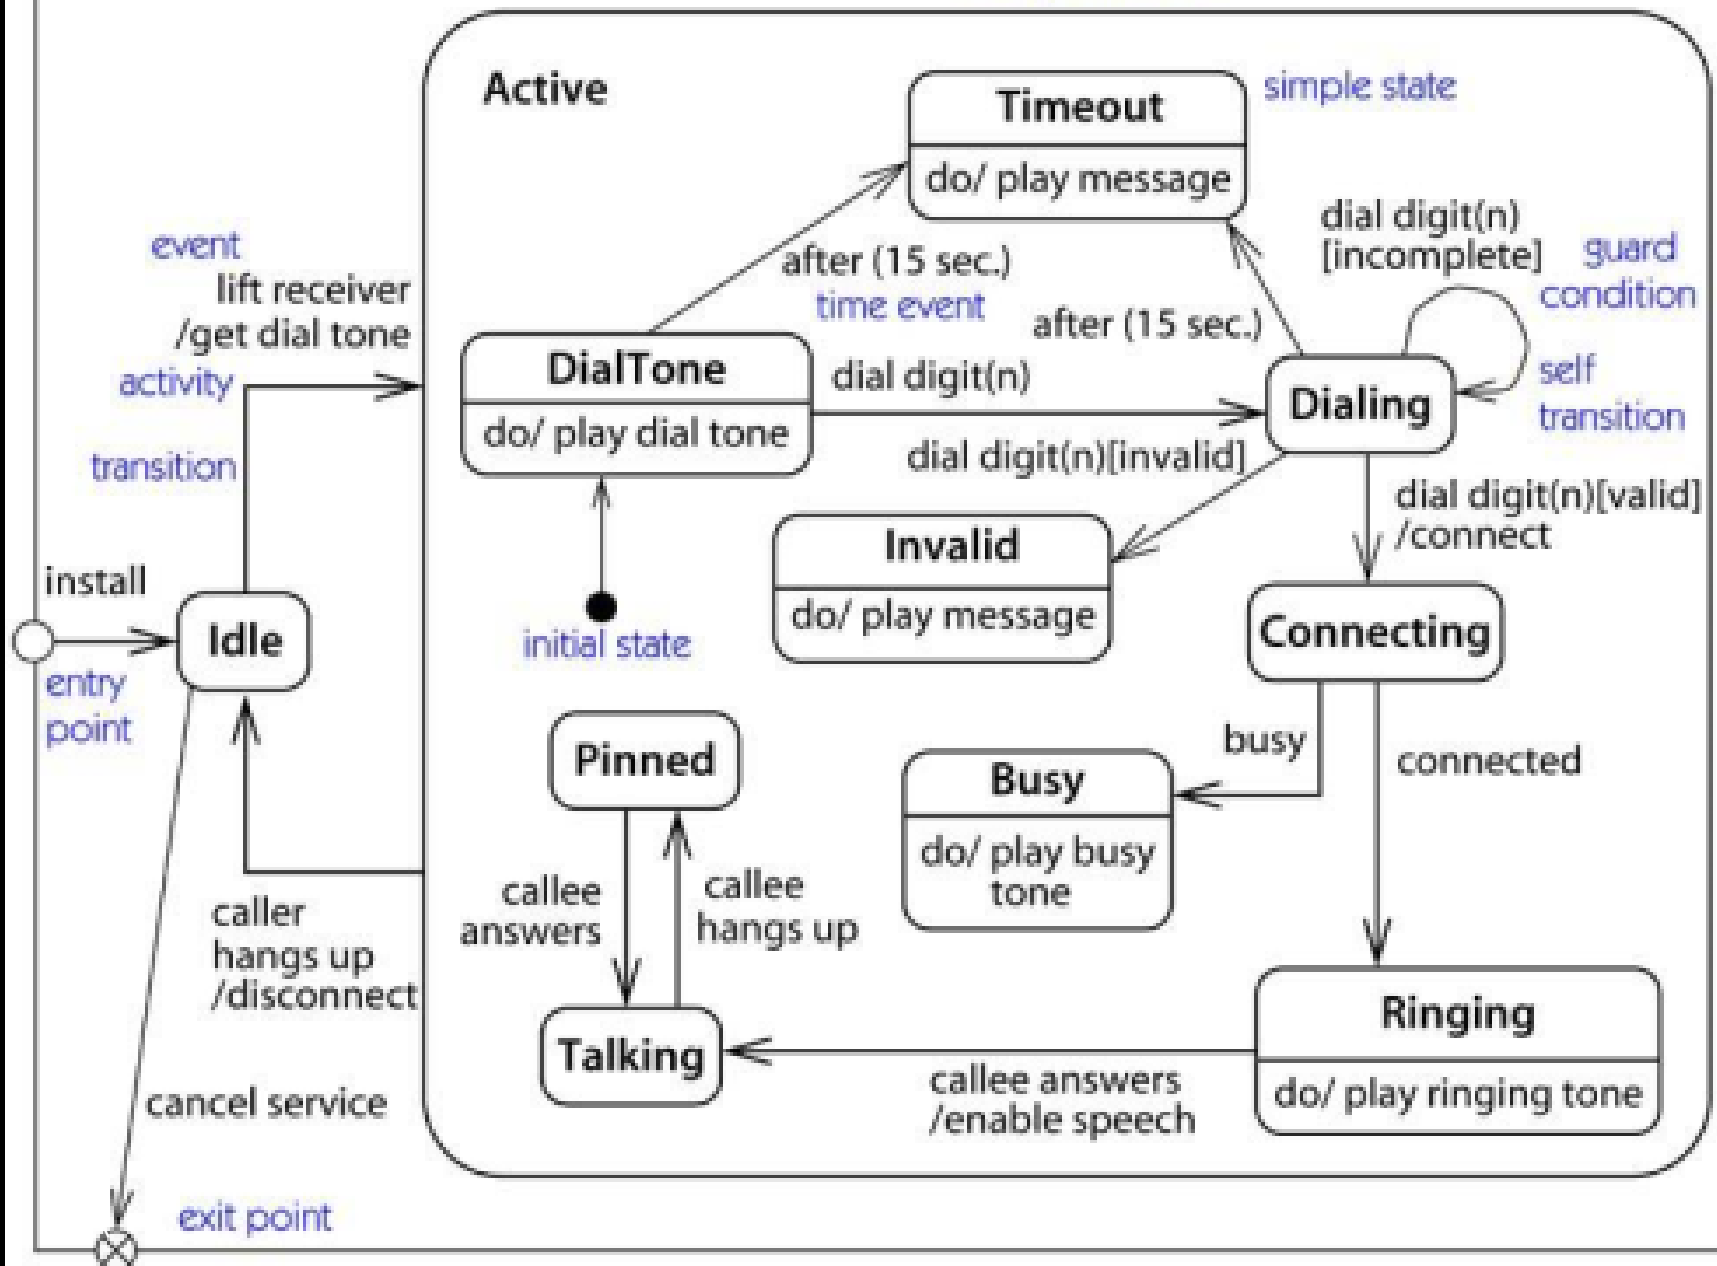 Active
Timeout
do/ play message
simple state
event
lift receiver
/get dial tone
activity
transition
after (15 sec.)
time event
after (15 sec.)
dial digit(n)
[incomplete]
guard
condition
self
transition
DialTone
do/ play dial tone
dial digit(n)
Dialing
dial digit(n)[invalid]
dial digit(n)[valid]
/connect
Invalid
do/ play message
initial state
install
entry
point
Idle
Connecting
Pinned
busy
connected
Busy
do/ play busy
tone
callee
answers
callee
hangs up
caller
hangs up
/disconnect
Talking
callee answers
/enable speech
Ringing
do/ play ringing tone
cancel service
exit point